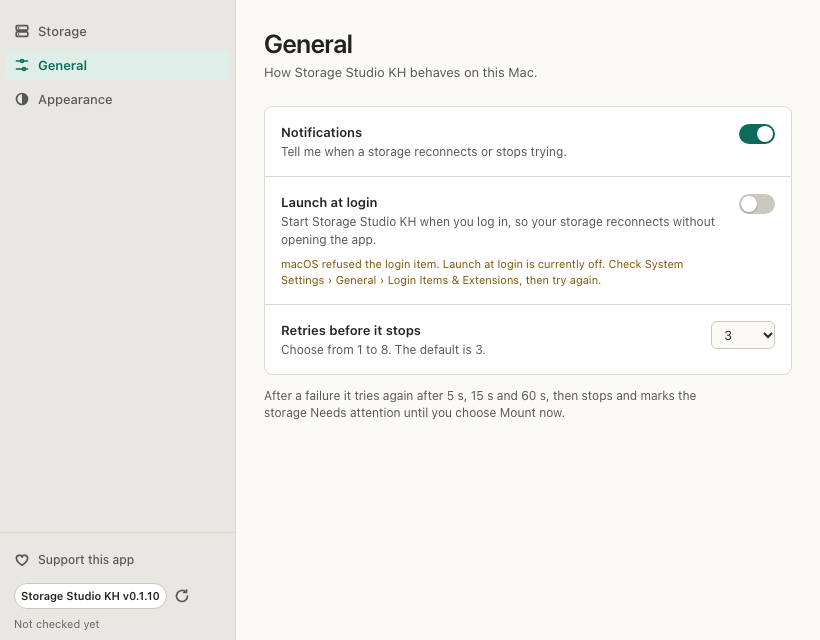 Storage
General
Appearance
Support this app
Storage Studio KH v0.1.10
Not checked yet
General
How Storage Studio KH behaves on this Mac.
Notifications
Tell me when a storage reconnects or stops trying.
Launch at login
Start Storage Studio KH when you log in, so your storage reconnects without
opening the app.
macOS refused the login item. Launch at login is currently off. Check System
Settings › General › Login Items & Extensions, then try again.
Retries before it stops
Choose from 1 to 8. The default is 3.
3
After a failure it tries again after 5 s, 15 s and 60 s, then stops and marks the
storage Needs attention until you choose Mount now.